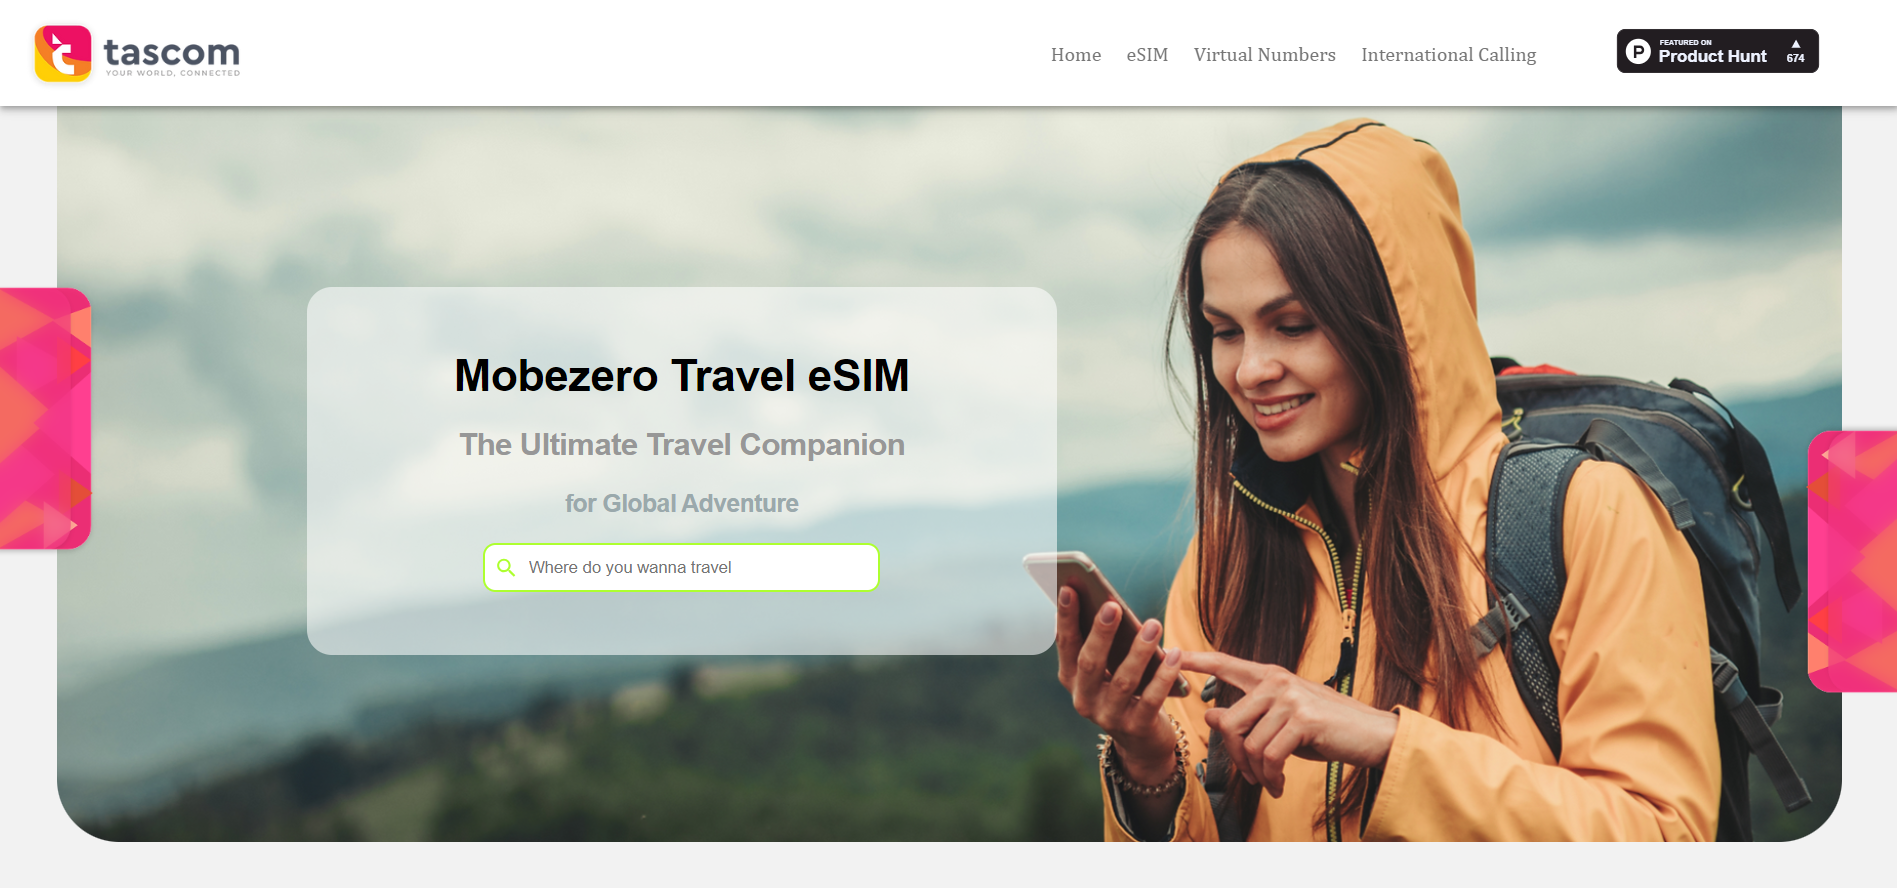 tascom
YOUR WORLD, CONNECTED
Home eSIM Virtual Numbers International Calling
FEATURED ON
Product Hunt
674
Mobezero Travel eSIM
The Ultimate Travel Companion
for Global Adventure
Where do you wanna travel